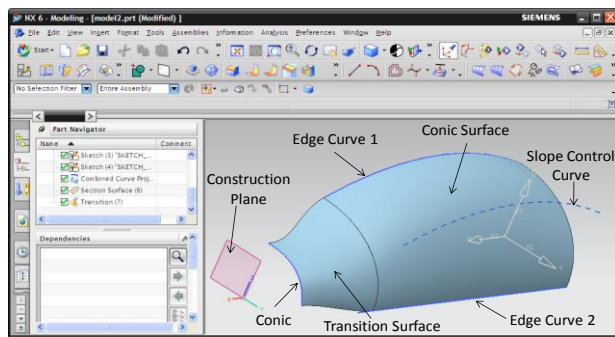 NX 6 - Modeling - [model2.prt (Modified) ]
SIEMENS
File Edit View Insert Format Tools Assemblies Information Analysis Preferences Window Help
Start
No Selection Filter
Entire Assembly
Part Navigator
Name
Comment
Sketch (3) "SKETCH_...
Sketch (4) "SKETCH_...
Combined Curve Proj...
Section Surface (6)
Transition (7)
Dependencies
Edge Curve 1
Conic Surface
Slope Control
Curve
Construction
Plane
Conic
Transition Surface
Edge Curve 2